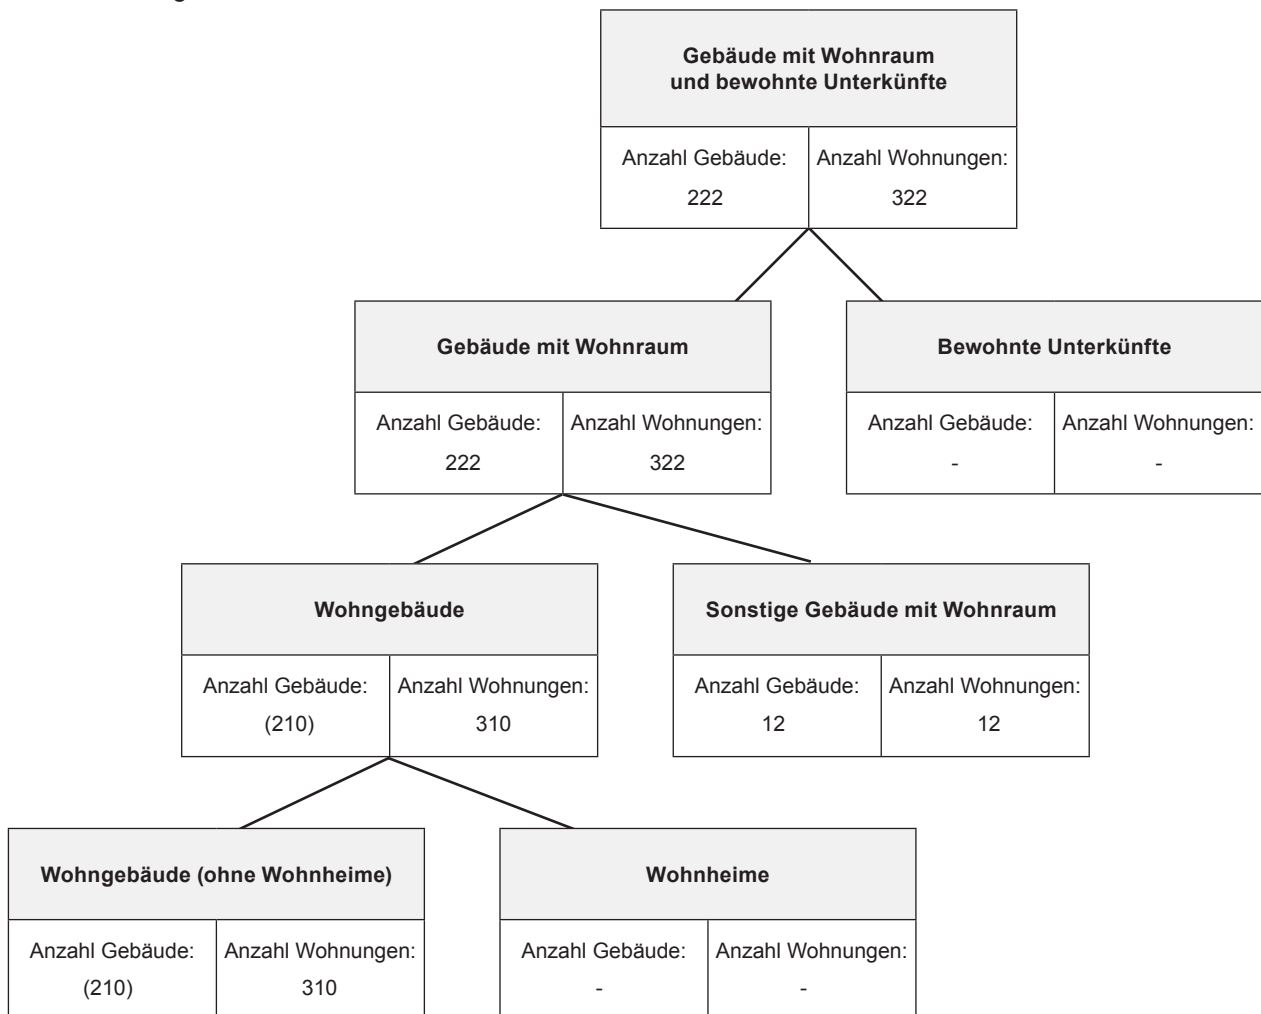 Gebäude mit Wohnraum
und bewohnte Unterkünfte
Anzahl Gebäude:
222
Anzahl Wohnungen:
322
Gebäude mit Wohnraum
Anzahl Gebäude:
222
Anzahl Wohnungen:
322
Bewohnte Unterkünfte
Anzahl Gebäude:
-
Anzahl Wohnungen:
-
Wohngebäude
Anzahl Gebäude:
(210)
Anzahl Wohnungen:
310
Sonstige Gebäude mit Wohnraum
Anzahl Gebäude:
12
Anzahl Wohnungen:
12
Wohngebäude (ohne Wohnheime)
Anzahl Gebäude:
(210)
Anzahl Wohnungen:
310
Wohnheime
Anzahl Gebäude:
-
Anzahl Wohnungen:
-